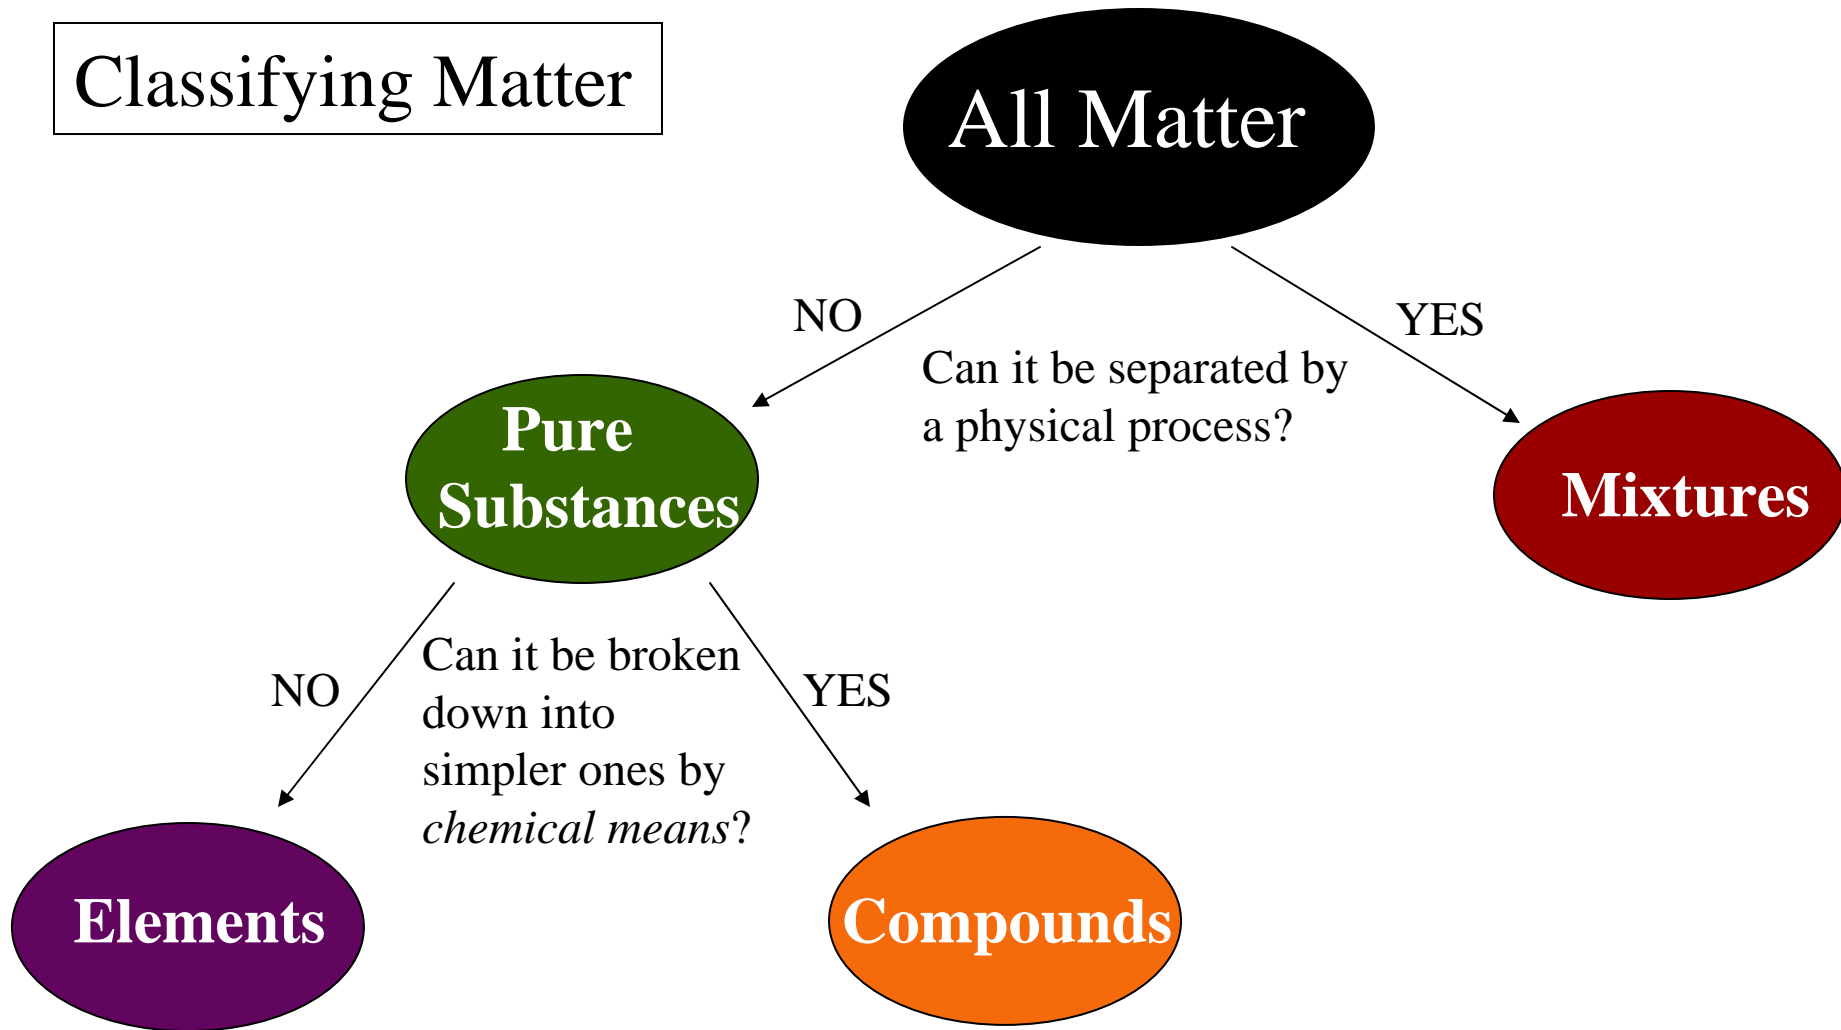 Classifying Matter
All Matter
NO
YES
Can it be separated by
a physical process?
Pure
Substances
Mixtures
NO
Can it be broken
down into
simpler ones by
chemical means?
YES
Elements
Compounds